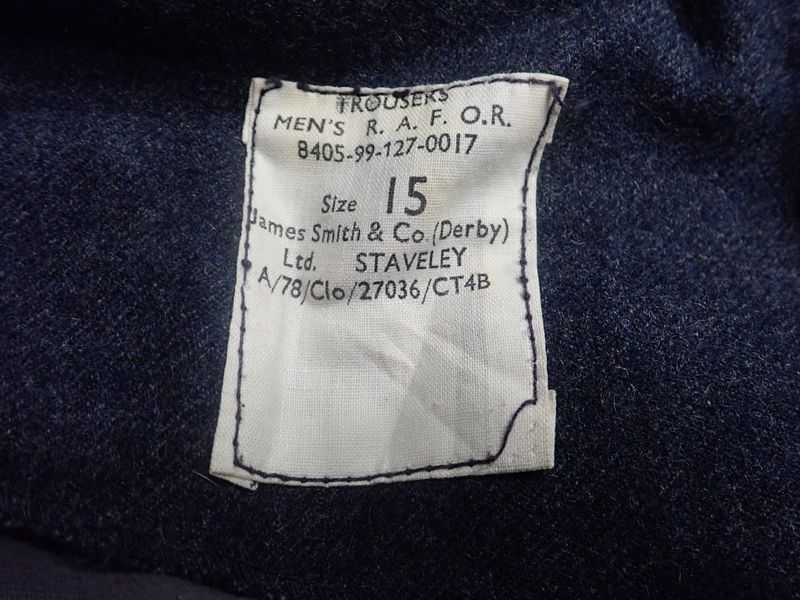 TROUSERS
MEN'S R. A. F. O.R.
8405-99-127-0017
Size 15
James Smith & Co.(Derby)
Ltd. STAVELEY
A/78/Clo/27036/CT4B